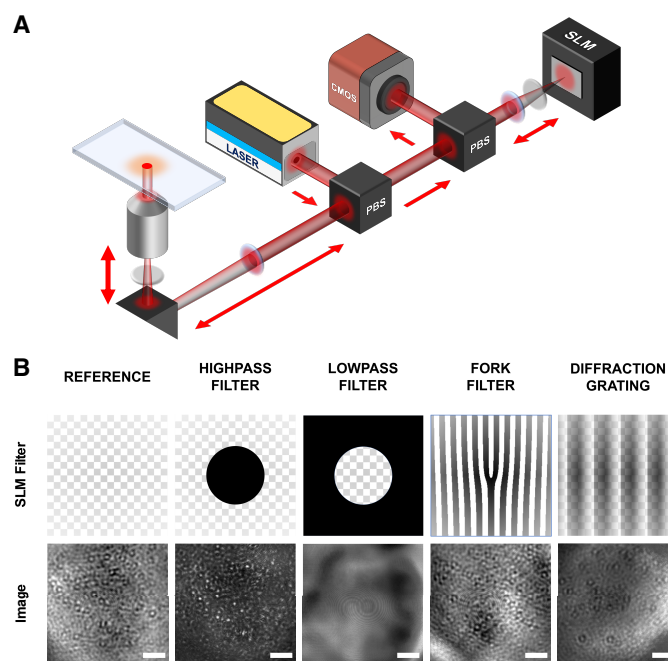 A
SLM
CMOS
LASER
PBS
PBS
B
REFERENCE
HIGHPASS
FILTER
LOWPASS
FILTER
FORK
FILTER
DIFFRACTION
GRATING
SLM Filter
Image